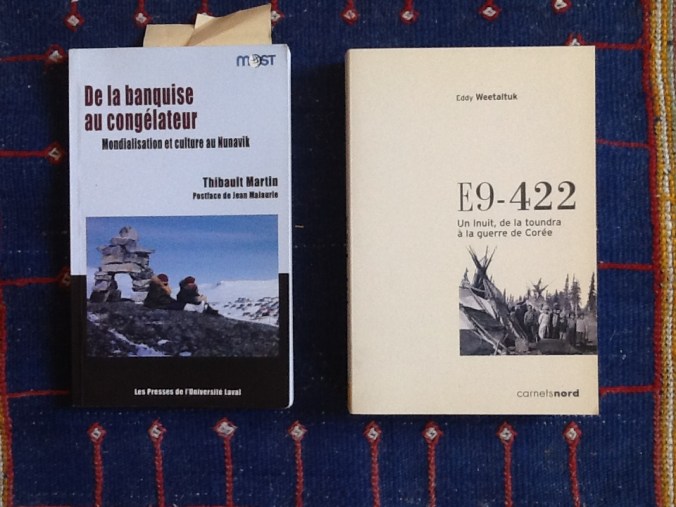 MOST
De la banquise
au congélateur
Mondialisation et culture au Nunavik
Thibault Martin
Postface de Jean Malaurie
Les Presses de l'Université Laval
Eddy Weetaltuk
E9-422
Un Inuit, de la toundra
à la guerre de Corée
carnetsnord